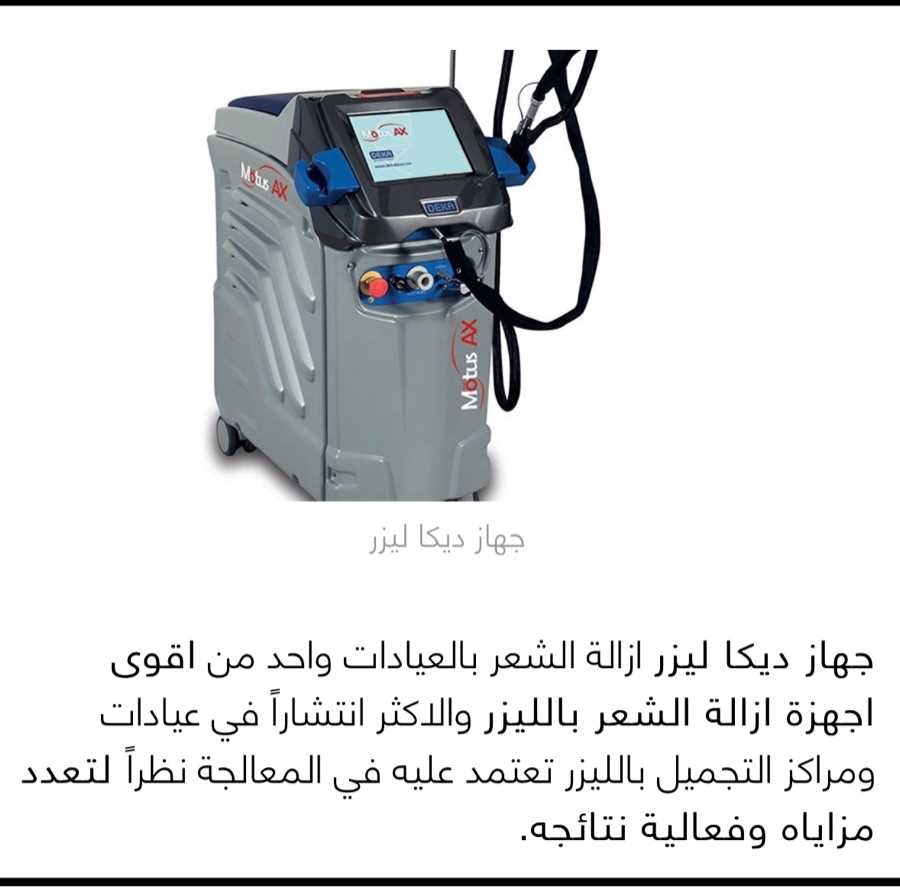 Motus AX
DEKA
Motus AX
DEKA
Motus AX
جهاز ديكا ليزر
جهاز ديكا ليزر ازالة الشعر بالعيادات واحد من اقوى
اجهزة ازالة الشعر بالليزر والاكثر انتشاراً في عيادات
ومراكز التجميل بالليزر تعتمد عليه في المعالجة نظراً لتعدد
مزاياه وفعالية نتائجه.